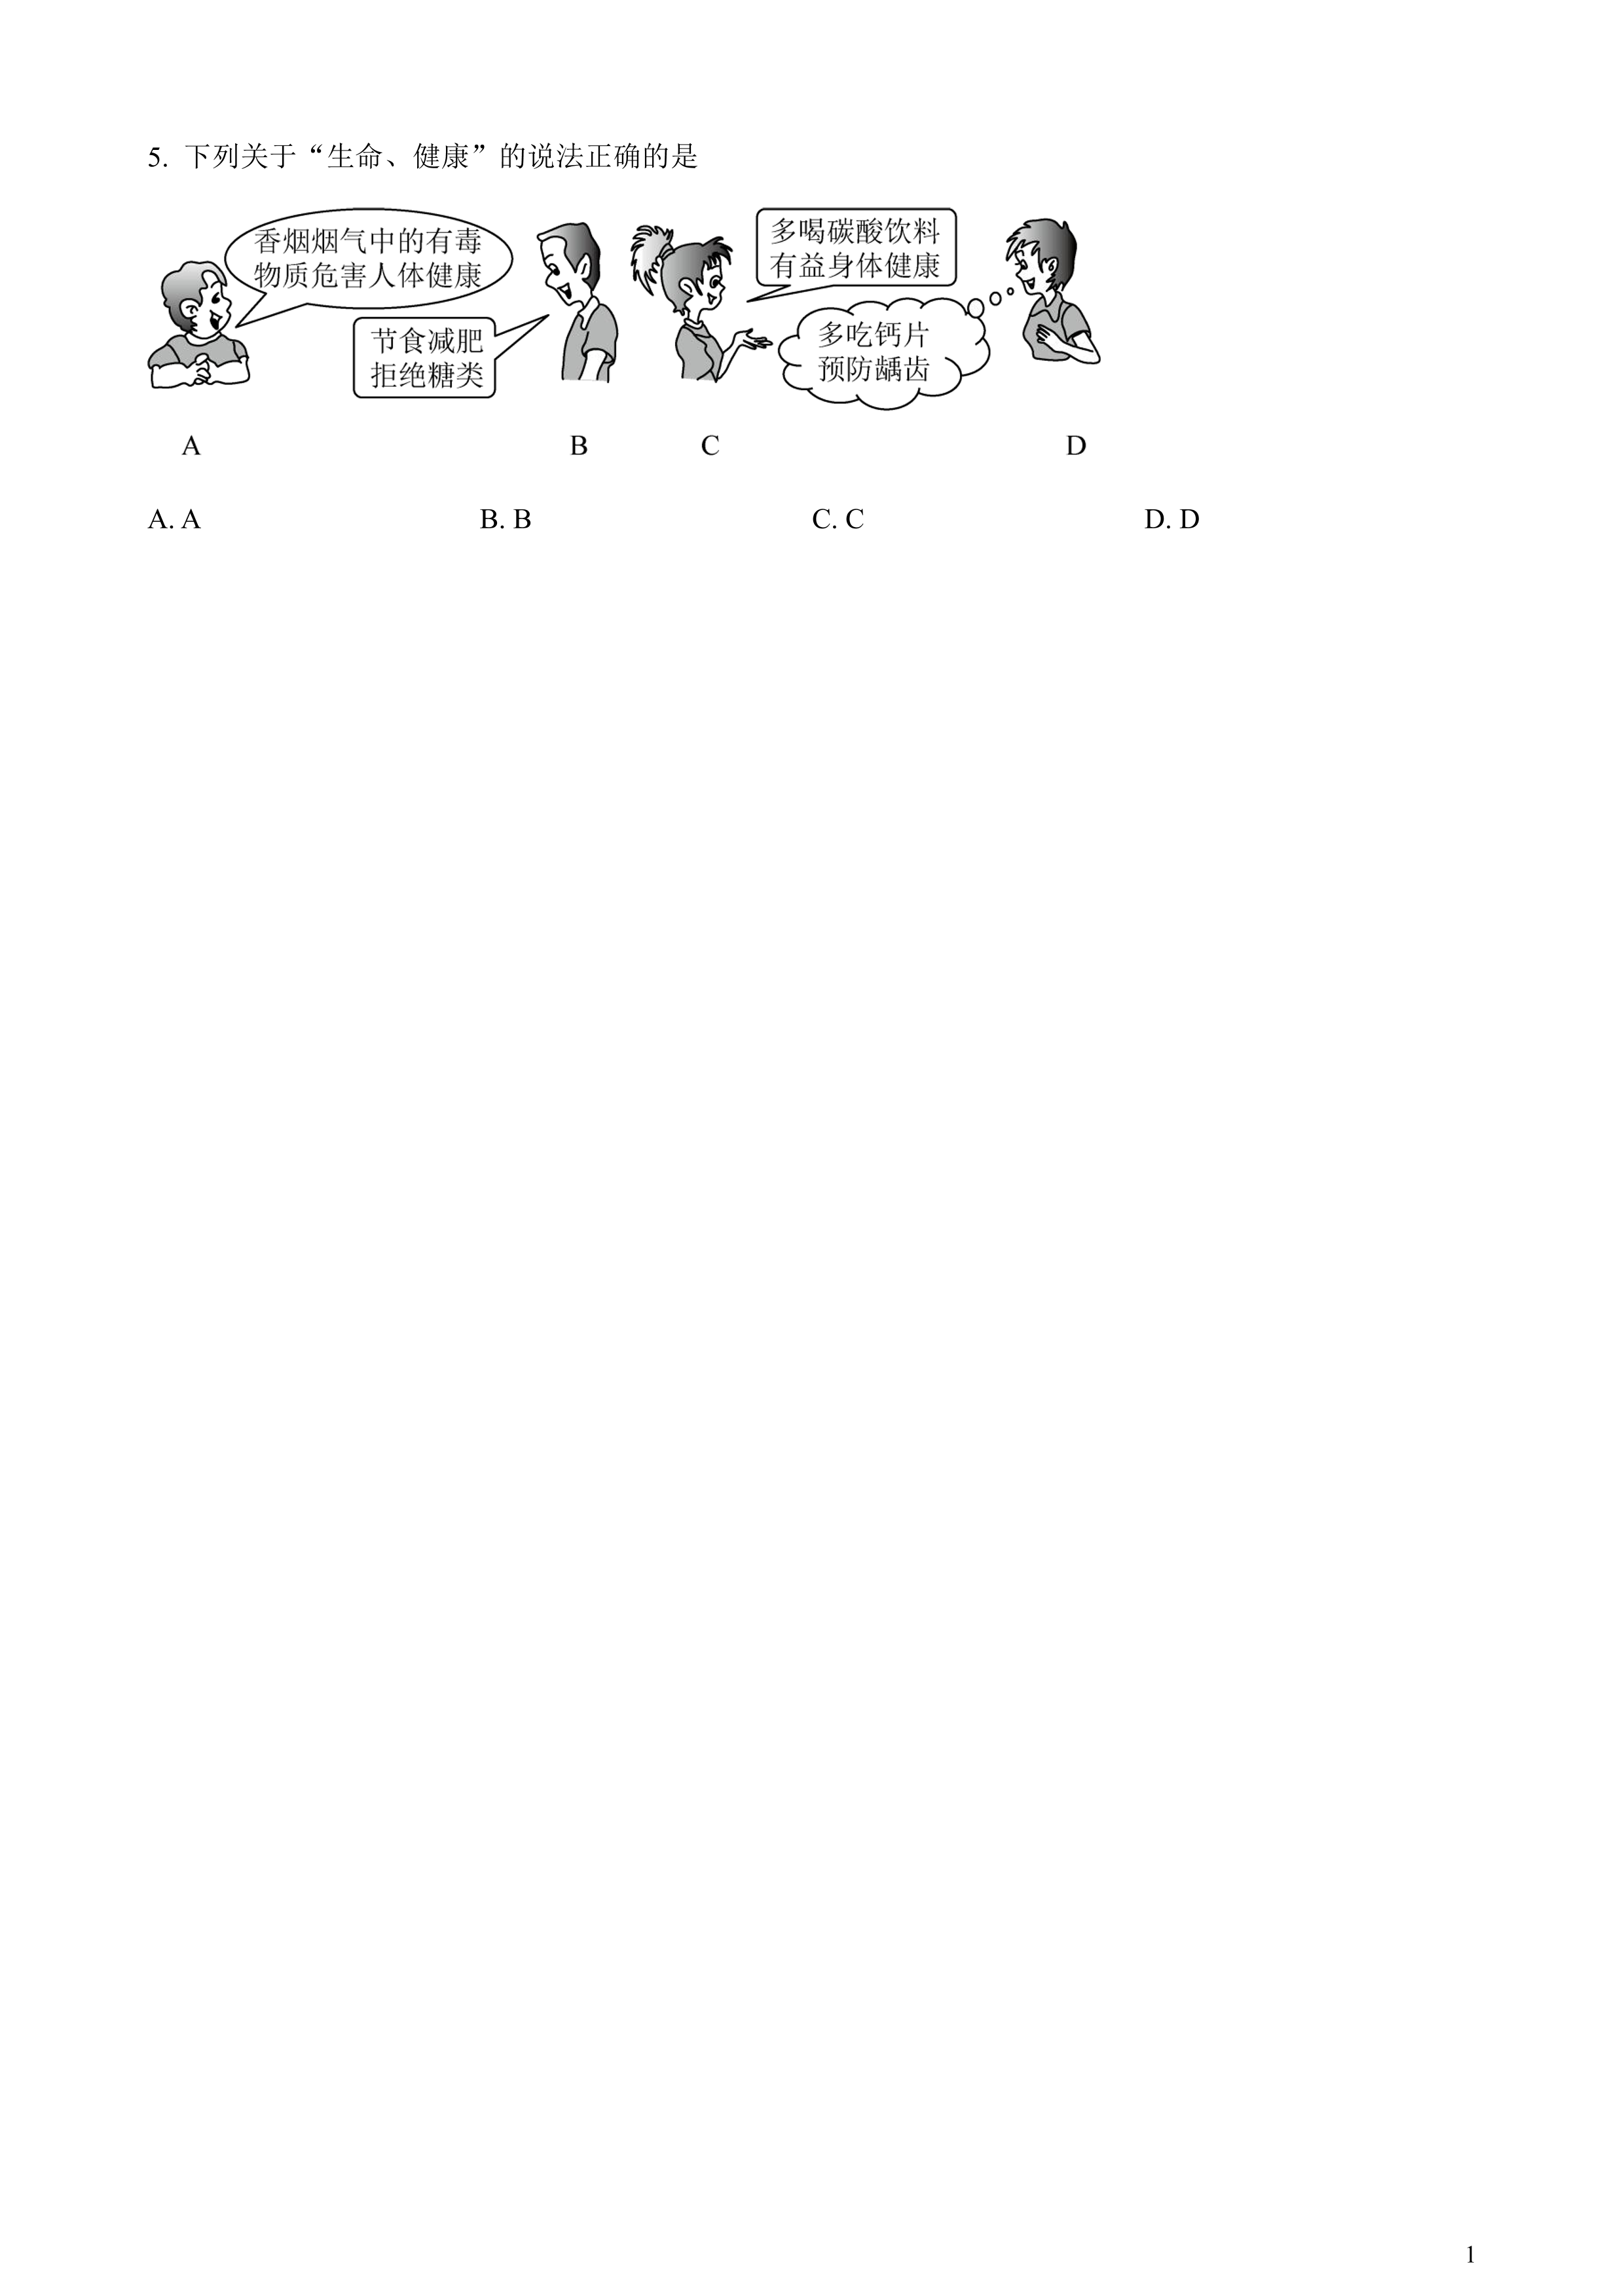 5. 下列关于“生命、健康”的说法正确的是
香烟烟气中的有毒
物质危害人体健康
节食减肥
拒绝糖类
多喝碳酸饮料
有益身体健康
多吃钙片
预防龋齿
A B C D
A. A B. B C. C D. D
1